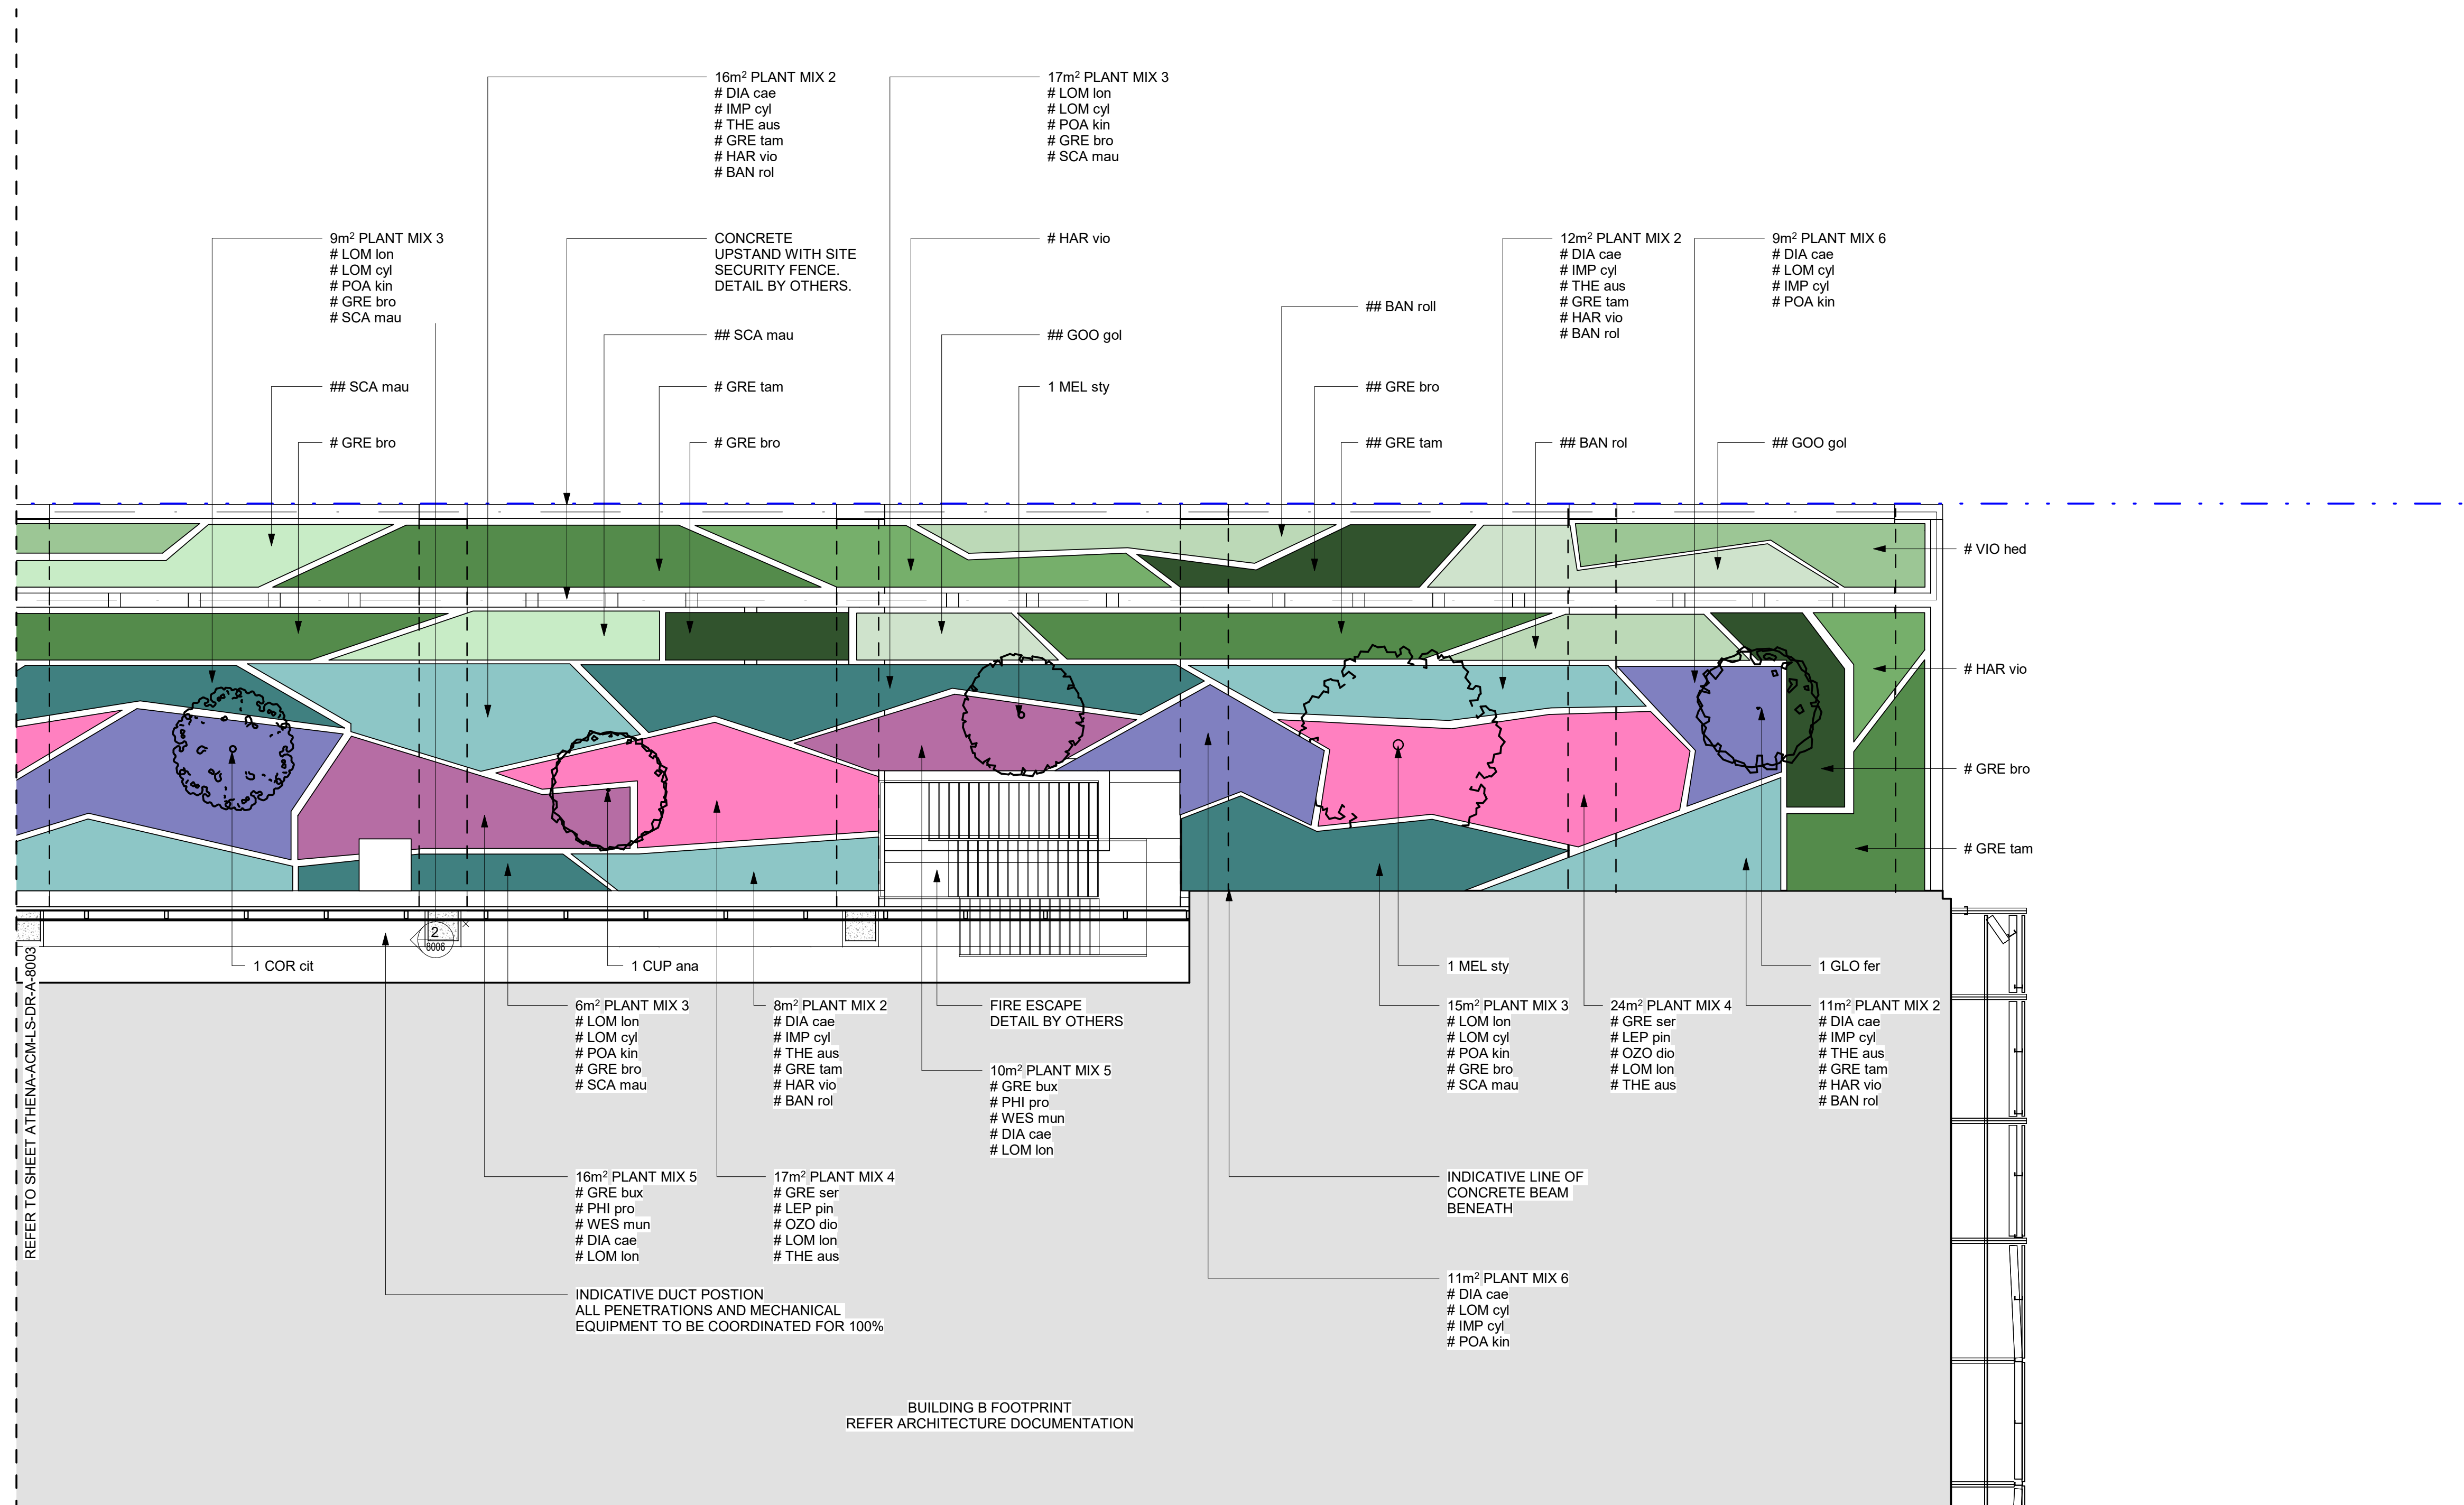 16m² PLANT MIX 2
# DIA cae
# IMP cyl
# THE aus
# GRE tam
# HAR vio
# BAN rol
17m² PLANT MIX 3
# LOM lon
# LOM cyl
# POA kin
# GRE bro
# SCA mau
9m² PLANT MIX 3
# LOM lon
# LOM cyl
# POA kin
# GRE bro
# SCA mau
CONCRETE
UPSTAND WITH SITE
SECURITY FENCE.
DETAIL BY OTHERS.
# HAR vio
12m² PLANT MIX 2
# DIA cae
# IMP cyl
# THE aus
# GRE tam
# HAR vio
# BAN rol
9m² PLANT MIX 6
# DIA cae
# LOM cyl
# IMP cyl
# POA kin
## BAN roll
## SCA mau
## GOO gol
## SCA mau
# GRE tam
1 MEL sty
## GRE bro
# GRE bro
# GRE bro
## GRE tam
## BAN rol
## GOO gol
# VIO hed
# HAR vio
# GRE bro
# GRE tam
2
8006
REFER TO SHEET ATHENA-ACM-LS-DR-A-8003
1 COR cit
1 CUP ana
1 MEL sty
1 GLO fer
6m² PLANT MIX 3
# LOM lon
# LOM cyl
# POA kin
# GRE bro
# SCA mau
8m² PLANT MIX 2
# DIA cae
# IMP cyl
# THE aus
# GRE tam
# HAR vio
# BAN rol
FIRE ESCAPE
DETAIL BY OTHERS
10m² PLANT MIX 5
# GRE bux
# PHI pro
# WES mun
# DIA cae
# LOM lon
15m² PLANT MIX 3
# LOM lon
# LOM cyl
# POA kin
# GRE bro
# SCA mau
24m² PLANT MIX 4
# GRE ser
# LEP pin
# OZO dio
# LOM lon
# THE aus
11m² PLANT MIX 2
# DIA cae
# IMP cyl
# THE aus
# GRE tam
# HAR vio
# BAN rol
16m² PLANT MIX 5
# GRE bux
# PHI pro
# WES mun
# DIA cae
# LOM lon
17m² PLANT MIX 4
# GRE ser
# LEP pin
# OZO dio
# LOM lon
# THE aus
INDICATIVE LINE OF
CONCRETE BEAM
BENEATH
INDICATIVE DUCT POSTION
ALL PENETRATIONS AND MECHANICAL
EQUIPMENT TO BE COORDINATED FOR 100%
11m² PLANT MIX 6
# DIA cae
# LOM cyl
# IMP cyl
# POA kin
BUILDING B FOOTPRINT
REFER ARCHITECTURE DOCUMENTATION